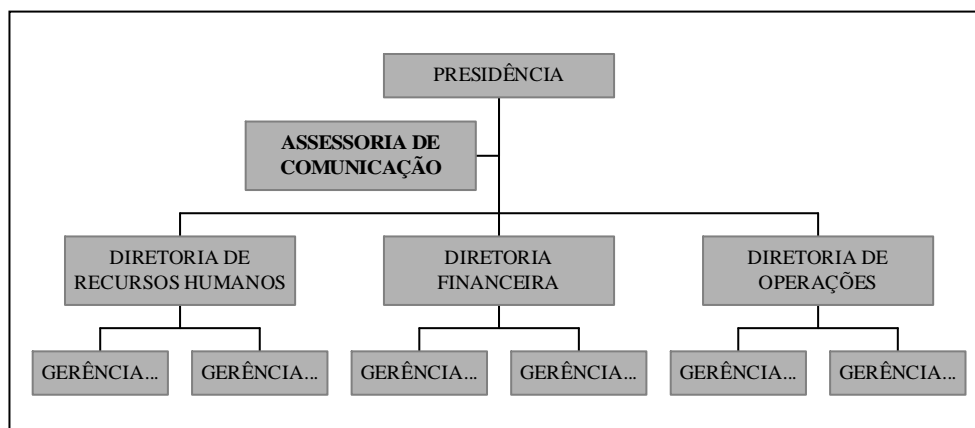 PRESIDÊNCIA
ASSESSORIA DE
COMUNICAÇÃO
DIRETORIA DE
RECURSOS HUMANOS
DIRETORIA
FINANCEIRA
DIRETORIA DE
OPERAÇÕES
GERÊNCIA...
GERÊNCIA...
GERÊNCIA...
GERÊNCIA...
GERÊNCIA...
GERÊNCIA...